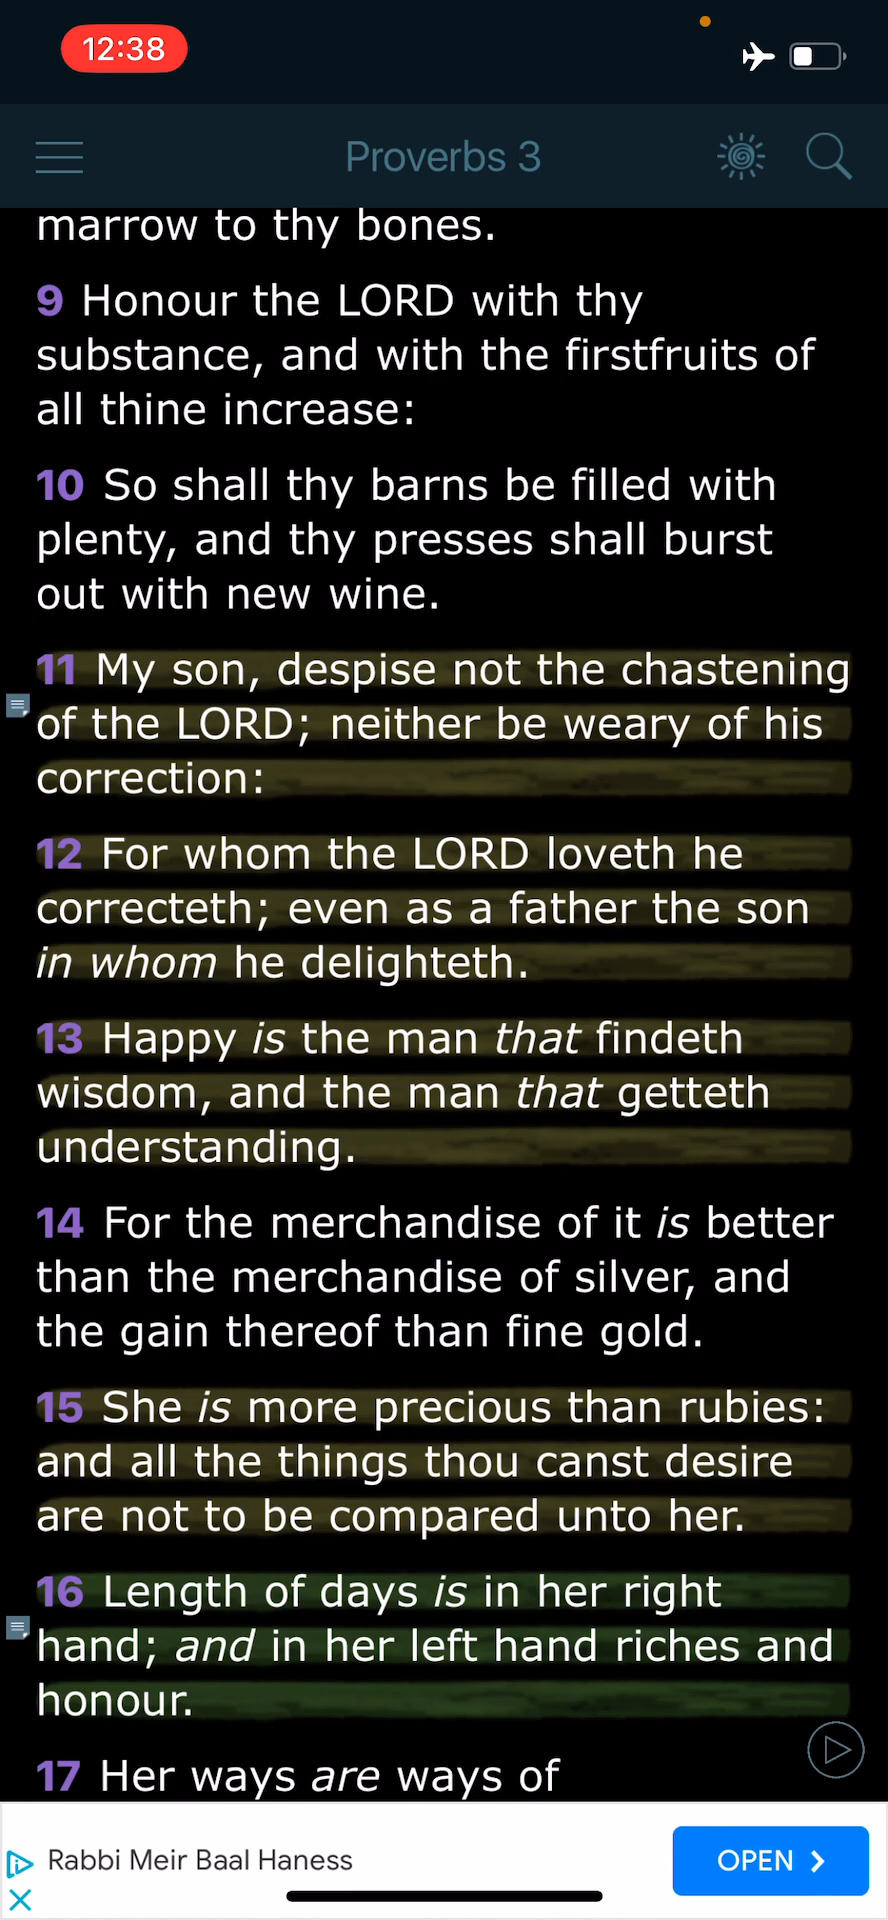 12:38
Proverbs 3
marrow to thy bones.
9 Honour the LORD with thy
substance, and with the firstfruits of
all thine increase:
10 So shall thy barns be filled with
plenty, and thy presses shall burst
out with new wine.
11 My son, despise not the chastening
of the LORD; neither be weary of his
correction:
12 For whom the LORD loveth he
correcteth; even as a father the son
in whom he delighteth.
13 Happy is the man that findeth
wisdom, and the man that getteth
understanding.
14 For the merchandise of it is better
than the merchandise of silver, and
the gain thereof than fine gold.
15 She is more precious than rubies:
and all the things thou canst desire
are not to be compared unto her.
16 Length of days is in her right
hand; and in her left hand riches and
honour.
17 Her ways are ways of
Rabbi Meir Baal Haness
OPEN